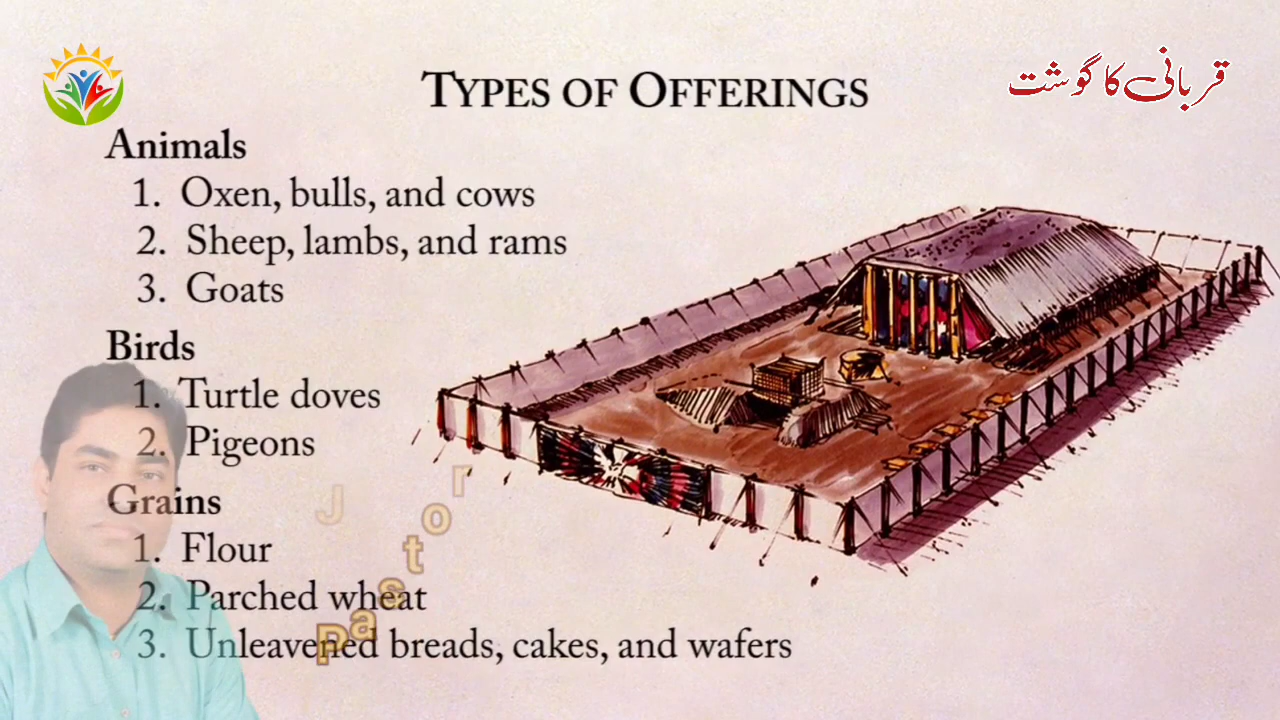 TYPES OF OFFERINGS
قربانی کا گوشت
Animals
1. Oxen, bulls, and cows
2. Sheep, lambs, and rams
3. Goats
Birds
1. Turtle doves
2. Pigeons
Grains
1. Flour
2. Parched wheat
3. Unleavened breads, cakes, and wafers
pastor J